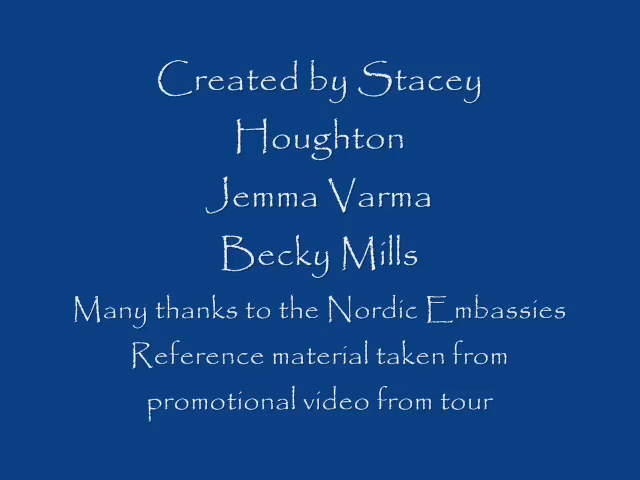 Created by Stacey
Houghton
Jemma Varma
Becky Mills
Many thanks to the Nordic Embassies
Reference material taken from
promotional video from tour